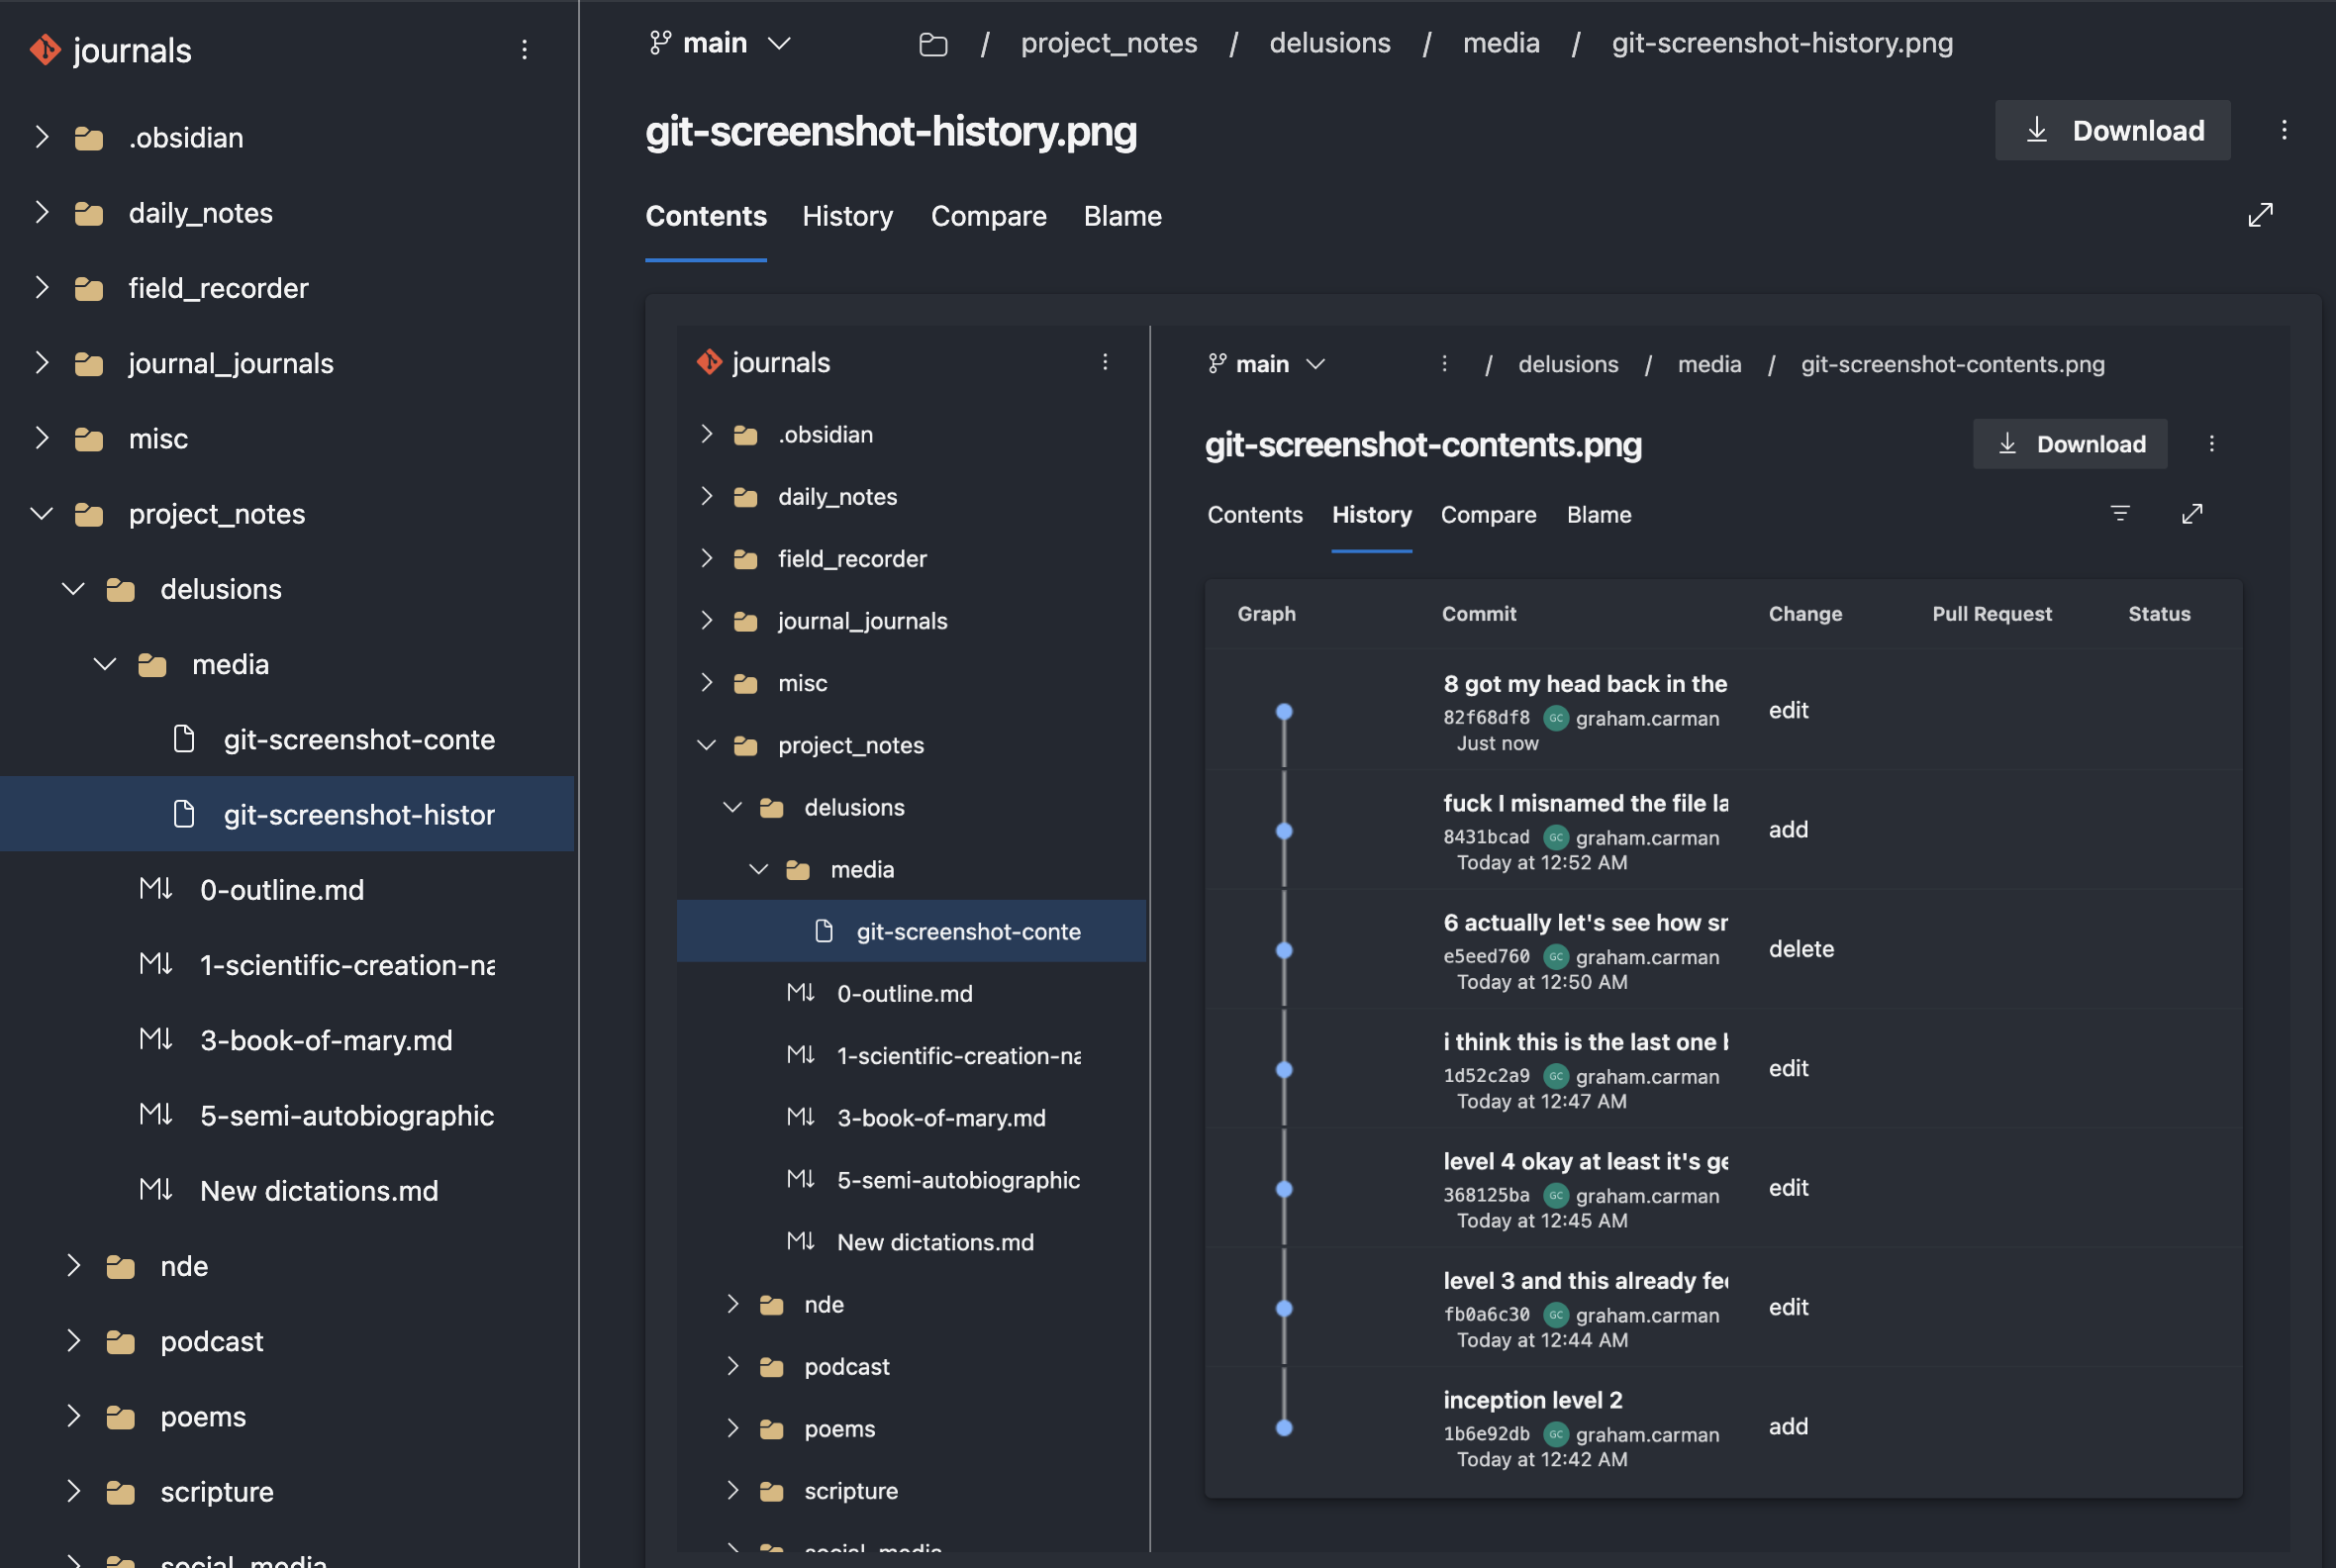 journals
.obsidian
daily_notes
field_recorder
journal_journals
misc
project_notes
delusions
media
git-screenshot-conte
git-screenshot-histor
0-outline.md
1-scientific-creation-na
3-book-of-mary.md
5-semi-autobiographic
New dictations.md
nde
podcast
poems
scripture
social_media
main / project_notes / delusions / media / git-screenshot-history.png
git-screenshot-history.png
Download
Contents History Compare Blame
journals
.obsidian
daily_notes
field_recorder
journal_journals
misc
project_notes
delusions
media
git-screenshot-conte
0-outline.md
1-scientific-creation-na
3-book-of-mary.md
5-semi-autobiographic
New dictations.md
nde
podcast
poems
scripture
social_media
main / delusions / media / git-screenshot-contents.png
git-screenshot-contents.png
Download
Contents History Compare Blame
Graph Commit Change Pull Request Status
8 got my head back in the
82f68df8 GC graham.carman
Just now
edit
fuck I misnamed the file la
8431bcad GC graham.carman
Today at 12:52 AM
add
6 actually let's see how sr
e5eed760 GC graham.carman
Today at 12:50 AM
delete
i think this is the last one b
1d52c2a9 GC graham.carman
Today at 12:47 AM
edit
level 4 okay at least it's ge
368125ba GC graham.carman
Today at 12:45 AM
edit
level 3 and this already fee
fb0a6c30 GC graham.carman
Today at 12:44 AM
edit
inception level 2
1b6e92db GC graham.carman
Today at 12:42 AM
add